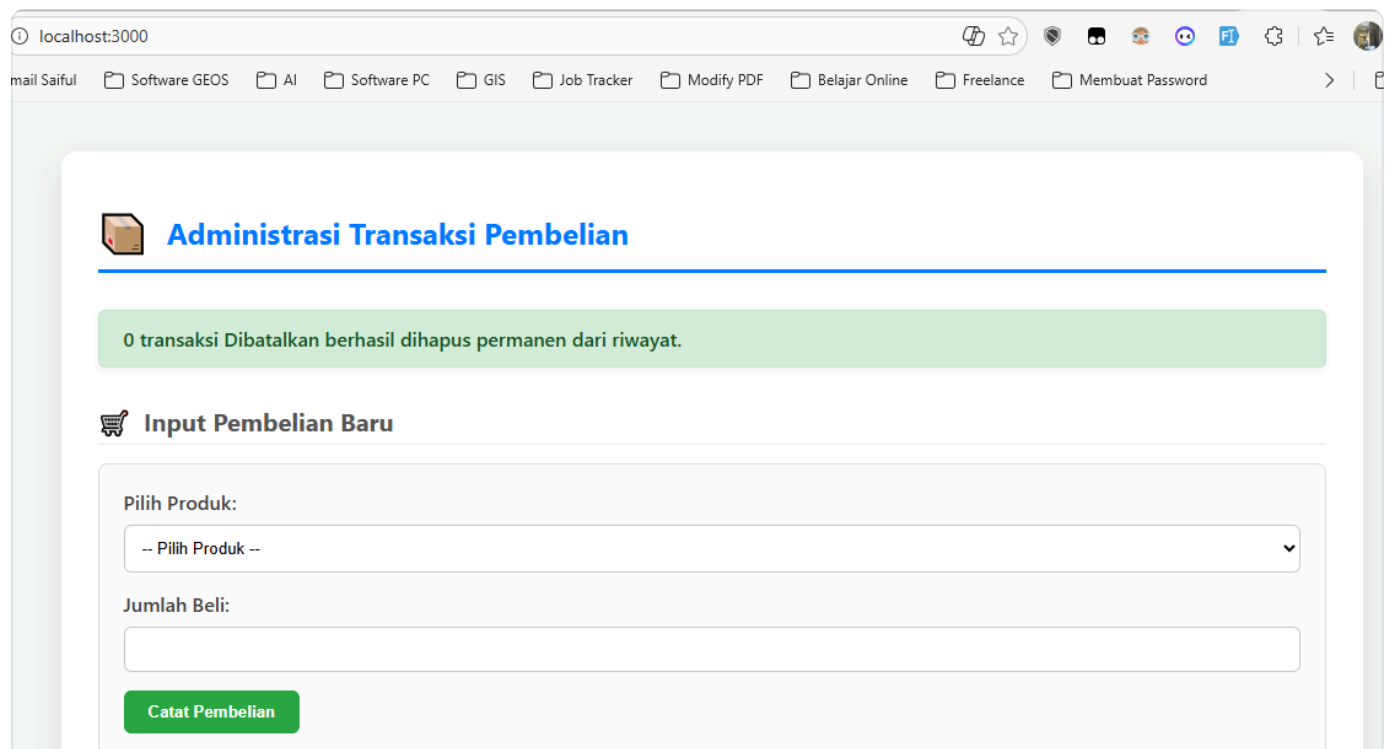 localhost:3000
mail Saiful Software GEOS AI Software PC GIS Job Tracker Modify PDF Belajar Online Freelance Membuat Password
Administrasi Transaksi Pembelian
0 transaksi Dibatalkan berhasil dihapus permanen dari riwayat.
Input Pembelian Baru
Pilih Produk:
-- Pilih Produk --
Jumlah Beli:
Catat Pembelian